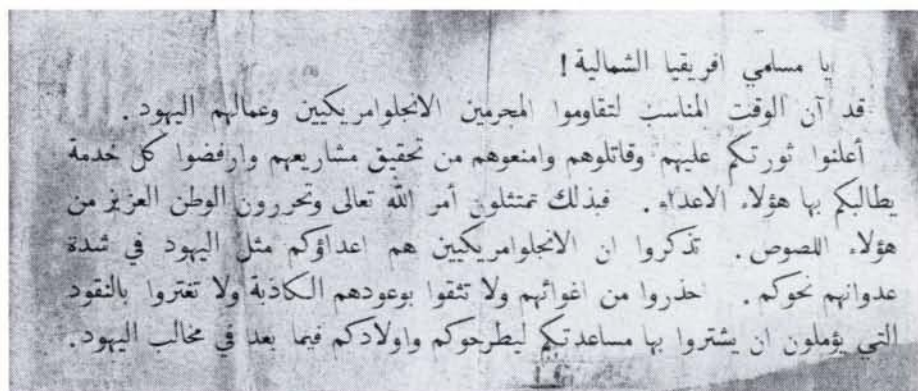 يا مسلمي افريقيا الشمالية !
قد آن الوقت المناسب لتقاوموا المجرمين الانجلوامريكيين وعمالهم اليهود .
أعلنوا ثورتكم عليهم وقاتلوهم وامنعوهم من تحقيق مشاريعهم وارفضوا كل خدمة
يطالبكم بها هؤلاء الاعداء . فبذلك تمتثلون أمر الله تعالى وتحررون الوطن العزيز من
هؤلاء اللصوص . تذكروا ان الانجلوامريكيين هم اعداؤكم مثل اليهود في شدة
عدوانهم نحوكم . احذروا من اغوائهم ولا تثقوا بوعودهم الكاذبة ولا تغتروا بالنقود
التي يؤملون ان يشتروا بها مساعدتكم ليطرحوكم واولادكم فيما بعد في مخالب اليهود .